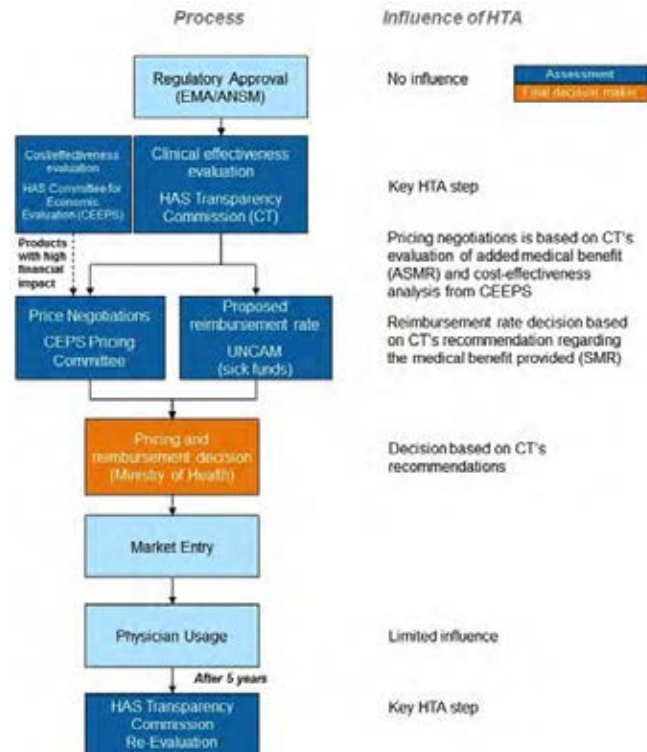 Process
Influence of HTA
Regulatory Approval
(EMA/ANSM)
No influence
Assessment
Final decision maker
Cost/effectiveness
evaluation
HAS Committee for
Economic
Evaluation (CEEPS)
Clinical effectiveness
evaluation
HAS Transparency
Commission (CT)
Key HTA step
Products
with high
financial
impact
Pricing negotiations is based on CT's
evaluation of added medical benefit
(ASMR) and cost-effectiveness
analysis from CEEPS
Price Negotiations
CEPS Pricing
Committee
Proposed
reimbursement rate
UNCAM
(sick funds)
Reimbursement rate decision based
on CT's recommendation regarding
the medical benefit provided (SMR)
Pricing and
reimbursement decision
(Ministry of Health)
Decision based on CT's
recommendations
Market Entry
Physician Usage
Limited influence
After 5 years
HAS Transparency
Commission
Re-Evaluation
Key HTA step